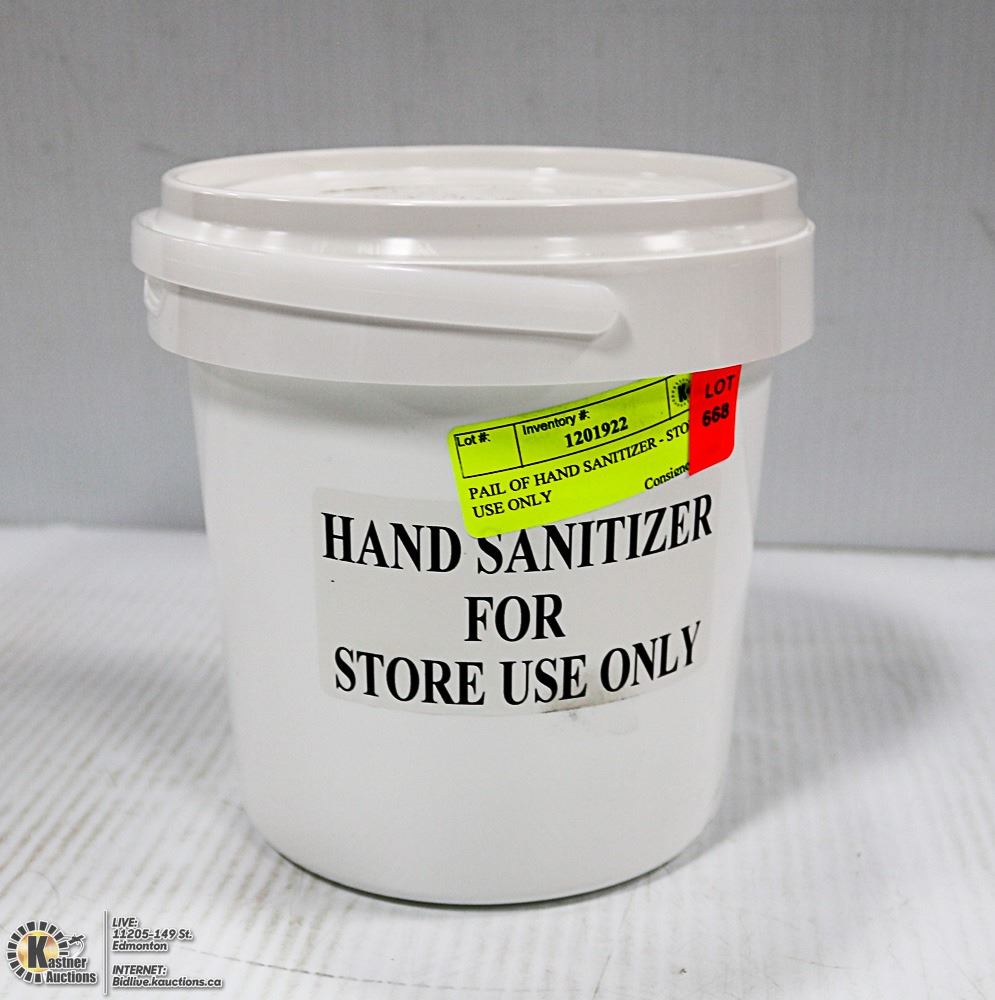 Lot #:
Inventory #:
1201922
LOT
668
PAIL OF HAND SANITIZER - STO
USE ONLY
HAND SANITIZER
FOR
STORE USE ONLY
Kastner
Auctions
LIVE:
11205-149 St.
Edmonton
INTERNET:
Bidlive.kauctions.ca